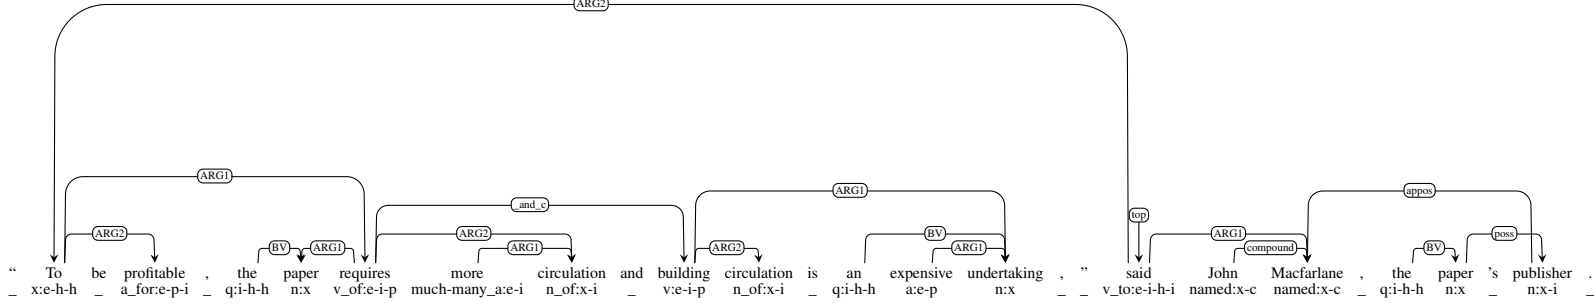 ARG2
ARG1 ARG1 appos
_and_c
ARG2 BV ARG1 ARG2 ARG1 ARG2 BV ARG1 top ARG1 compound BV poss
“ To be profitable , the paper requires more circulation and building circulation is an expensive undertaking , ” said John Macfarlane , the paper 's publisher .
_ x:e-h-h _ a_for:e-p-i _ q:i-h-h n:x v_of:e-i-p much-many_a:e-i n_of:x-i _ v:e-i-p n_of:x-i _ q:i-h-h a:e-p n:x _ _ v_to:e-i-h-i named:x-c named:x-c _ q:i-h-h n:x _ n:x-i _